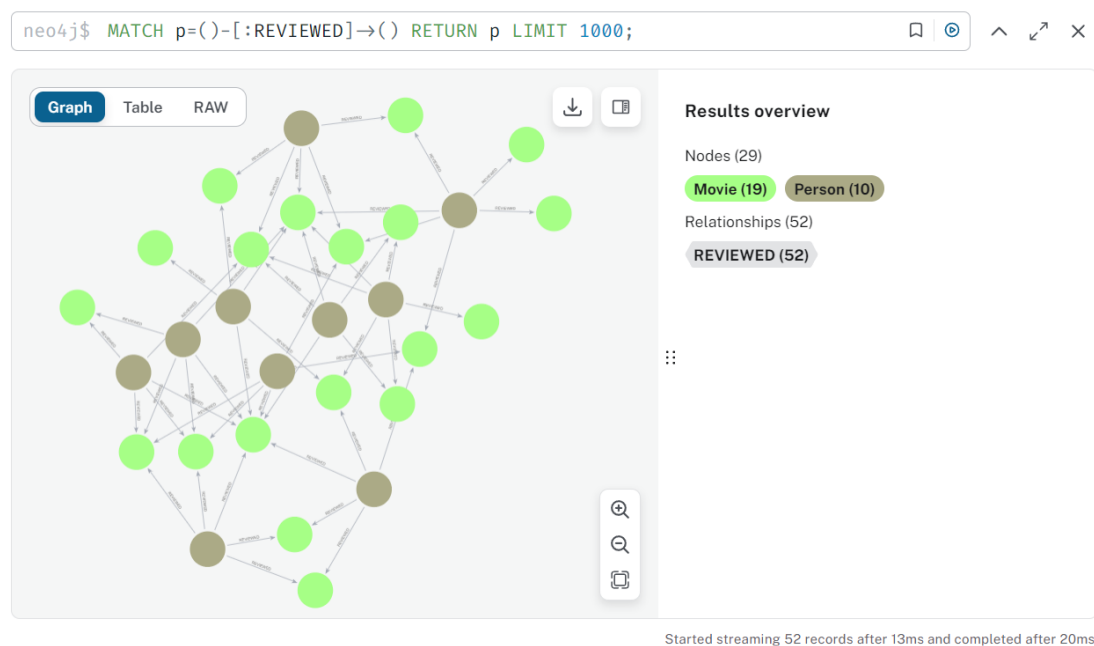 neo4j$ MATCH p=()-[:REVIEWED]->() RETURN p LIMIT 1000;
Graph Table RAW
Results overview
Nodes (29)
Movie (19) Person (10)
Relationships (52)
REVIEWED (52)
Started streaming 52 records after 13ms and completed after 20ms